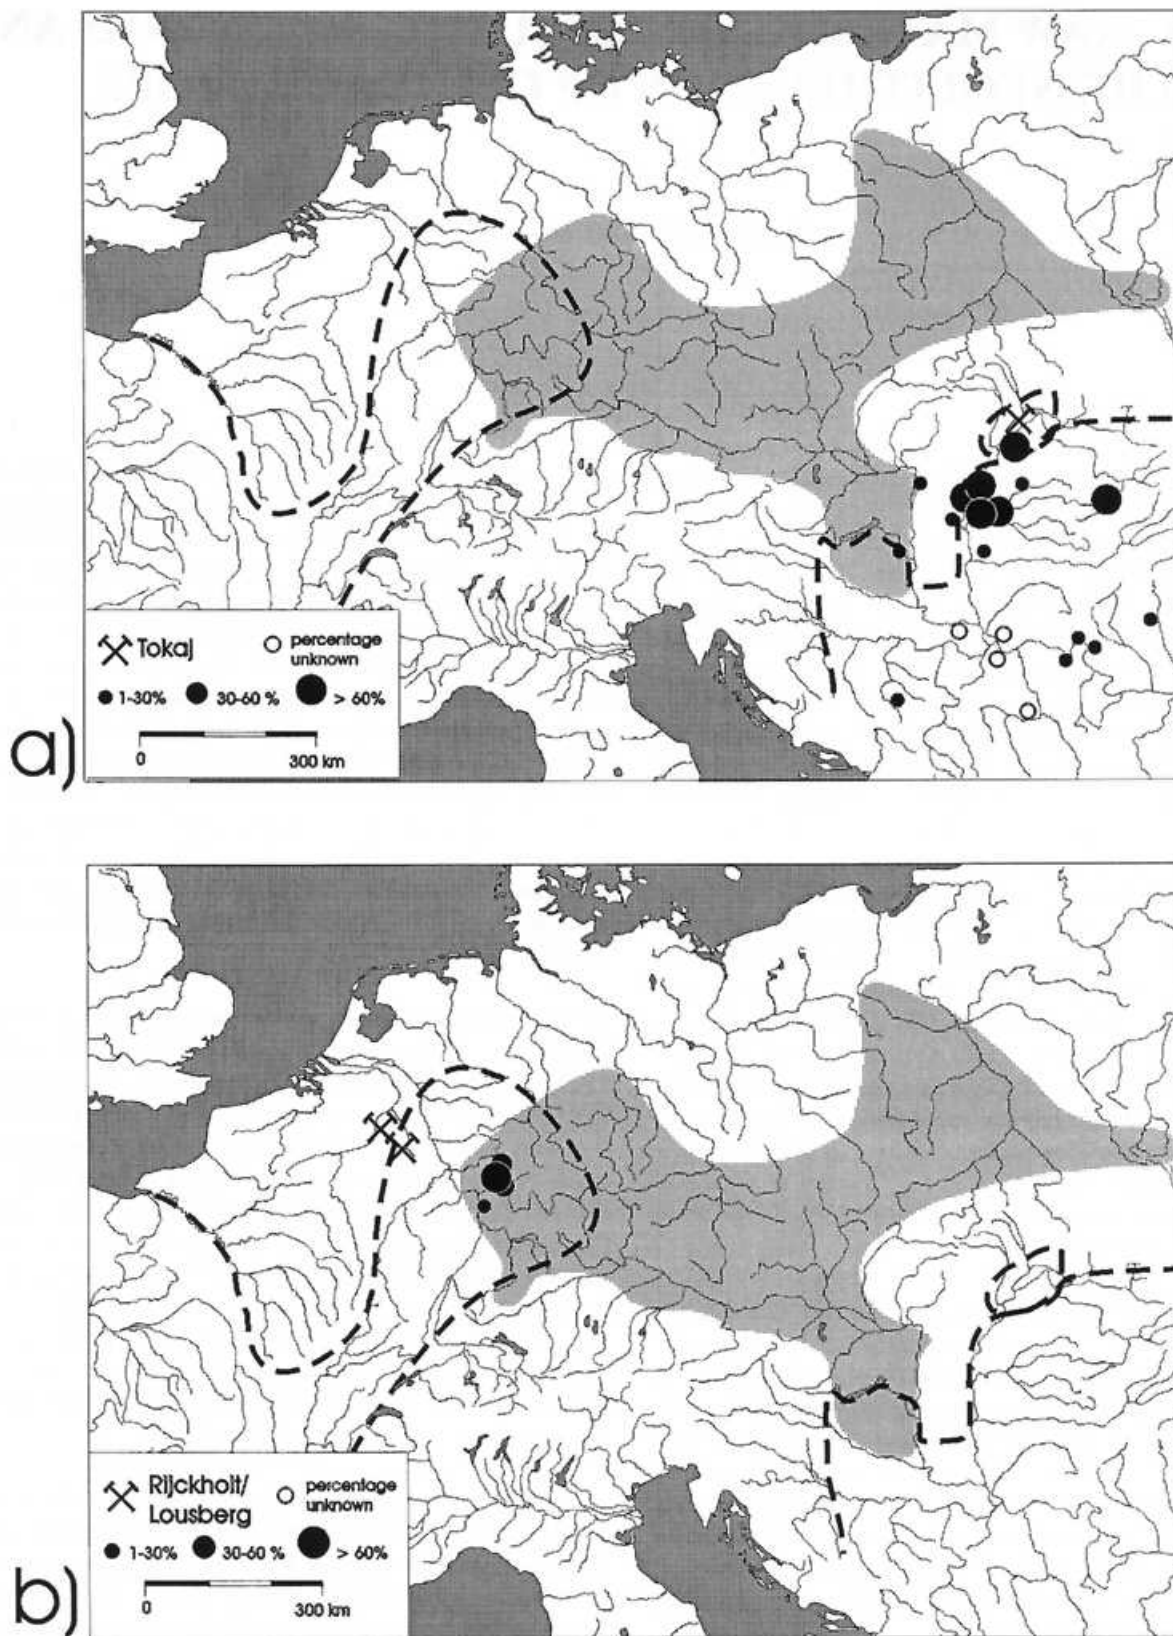 Tokaj
percentage
unknown
1-30%
30-60 %
> 60%
0
300 km
a)
Rijckholt/
Lousberg
percentage
unknown
1-30%
30-60 %
> 60%
0
300 km
b)